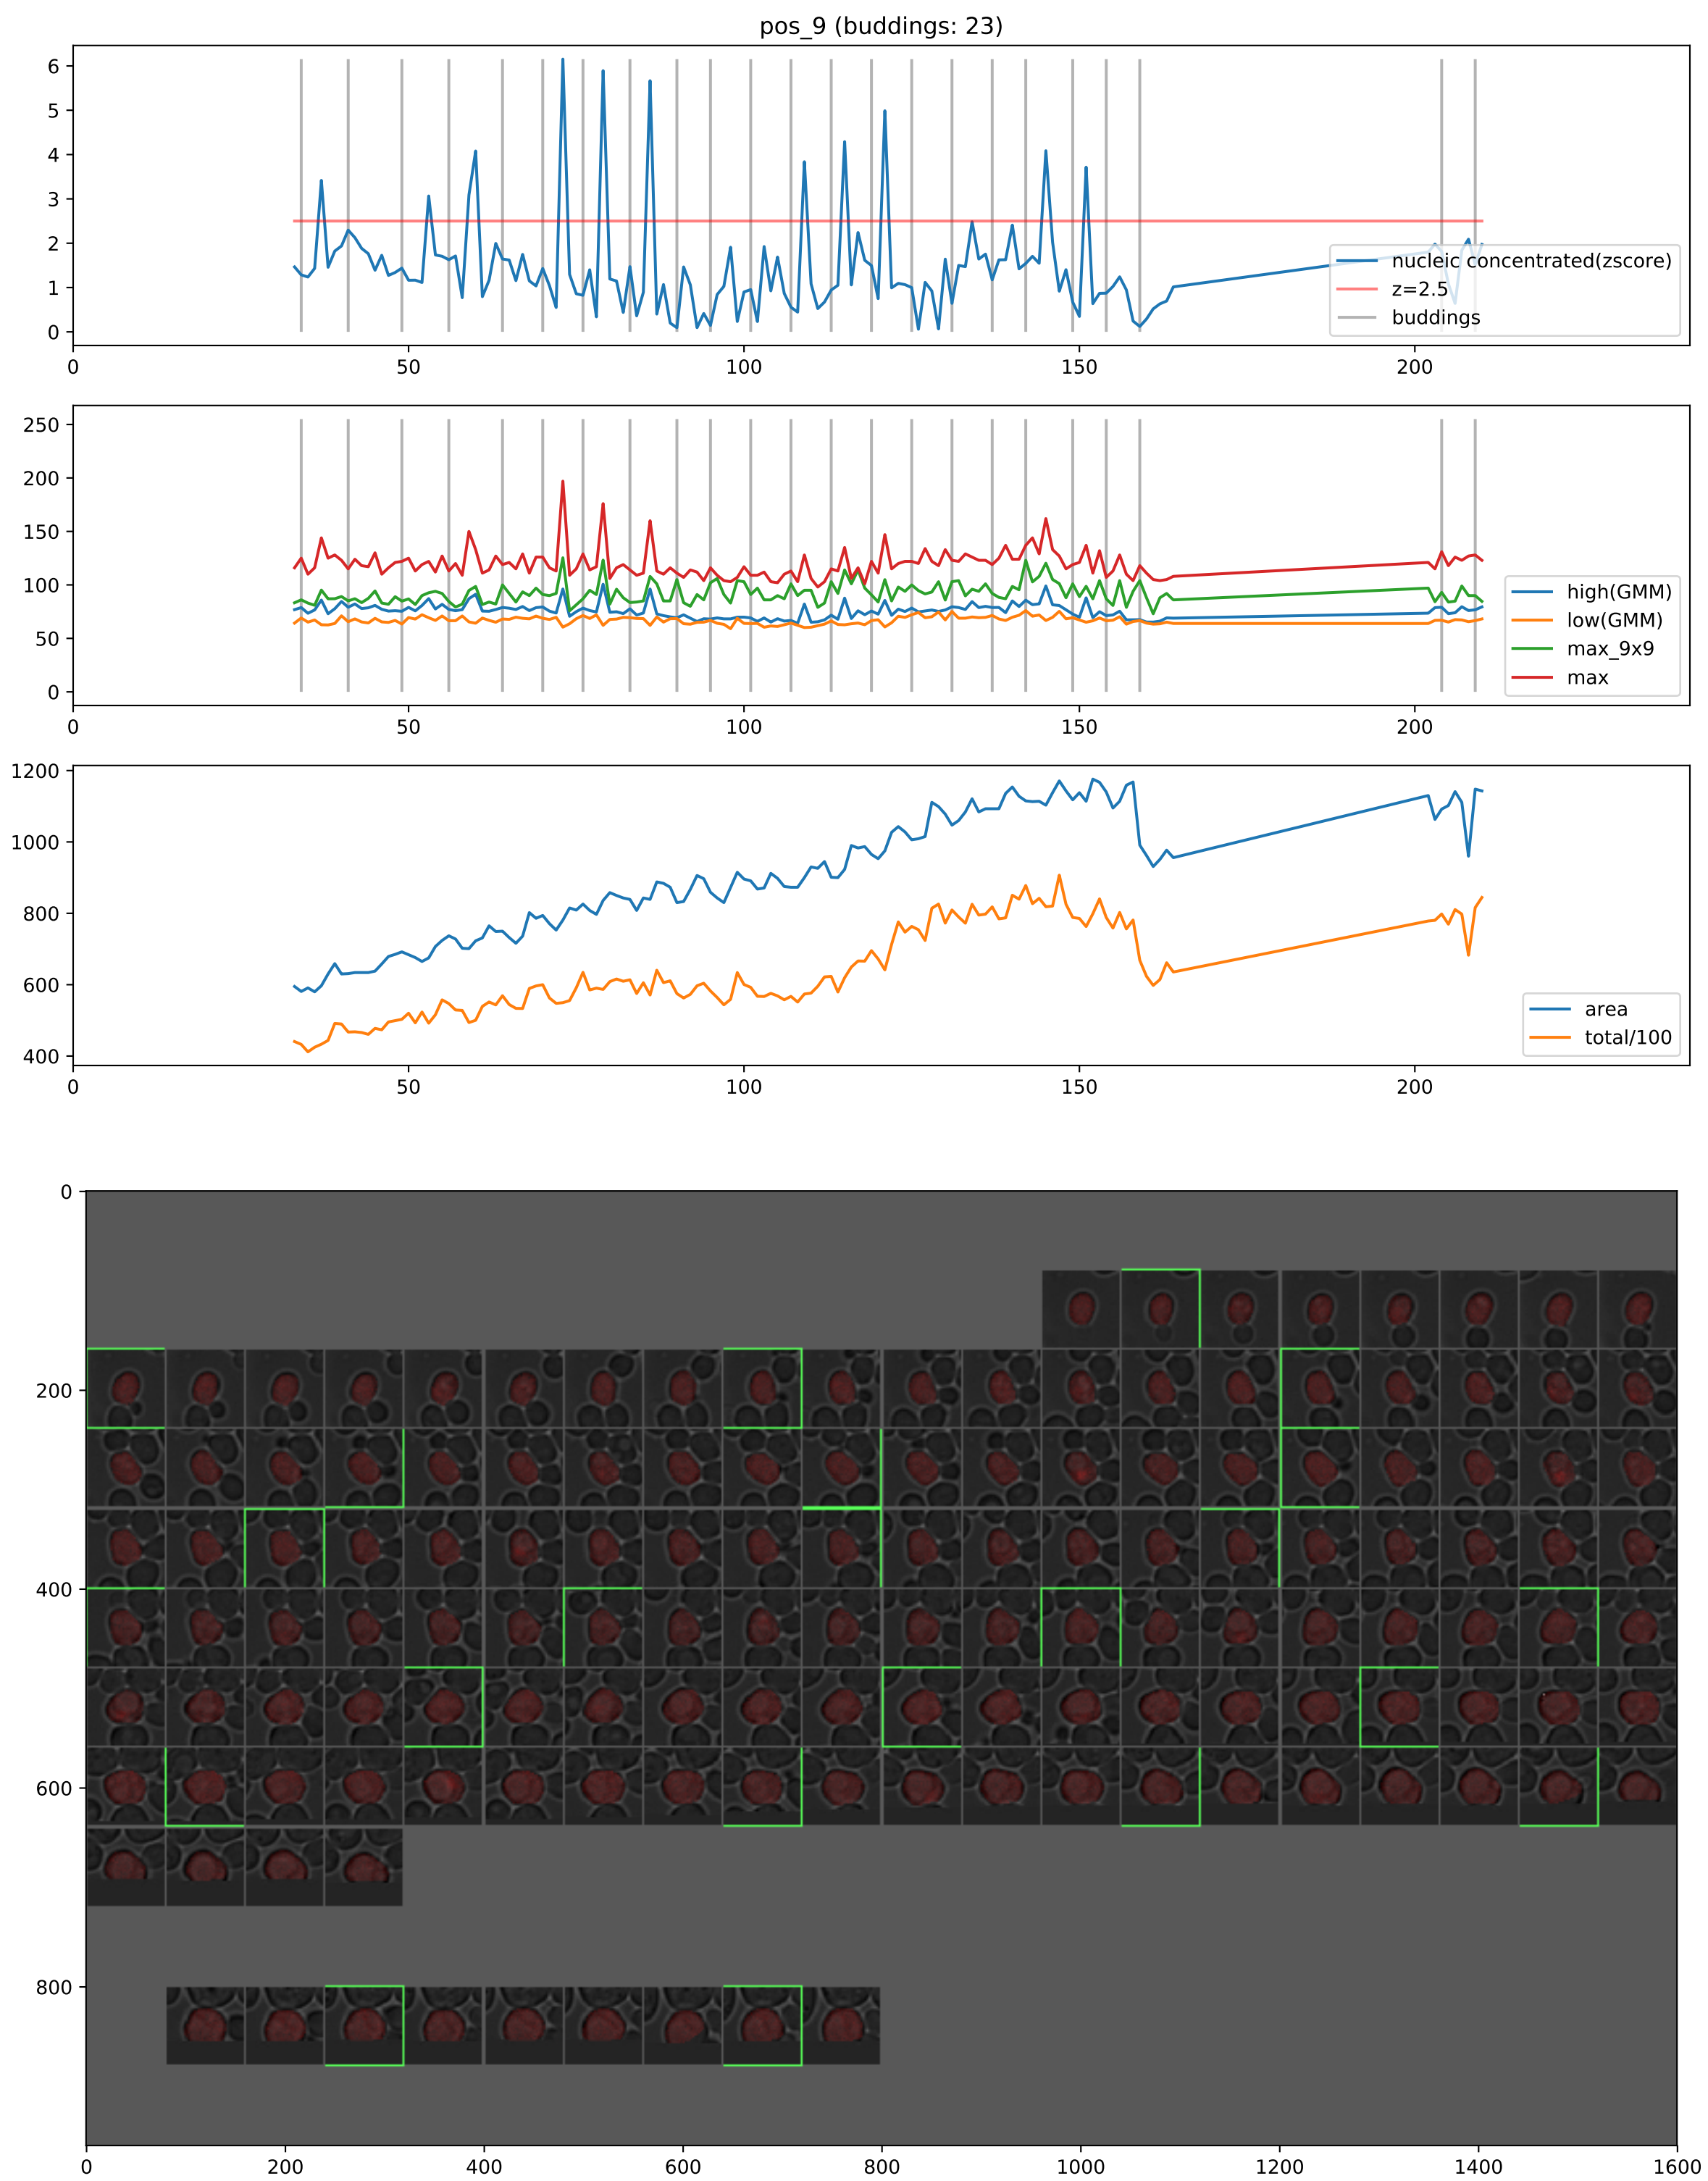 pos_9 (buddings: 23)
6
5
4
3
2
1
0
nucleic concentrated(zscore)
z=2.5
buddings
0 50 100 150 200
250
200
150
100
50
0
high(GMM)
low(GMM)
max_9x9
max
0 50 100 150 200
1200
1000
800
600
400
area
total/100
0 50 100 150 200
0
200
400
600
800
0 200 400 600 800 1000 1200 1400 1600